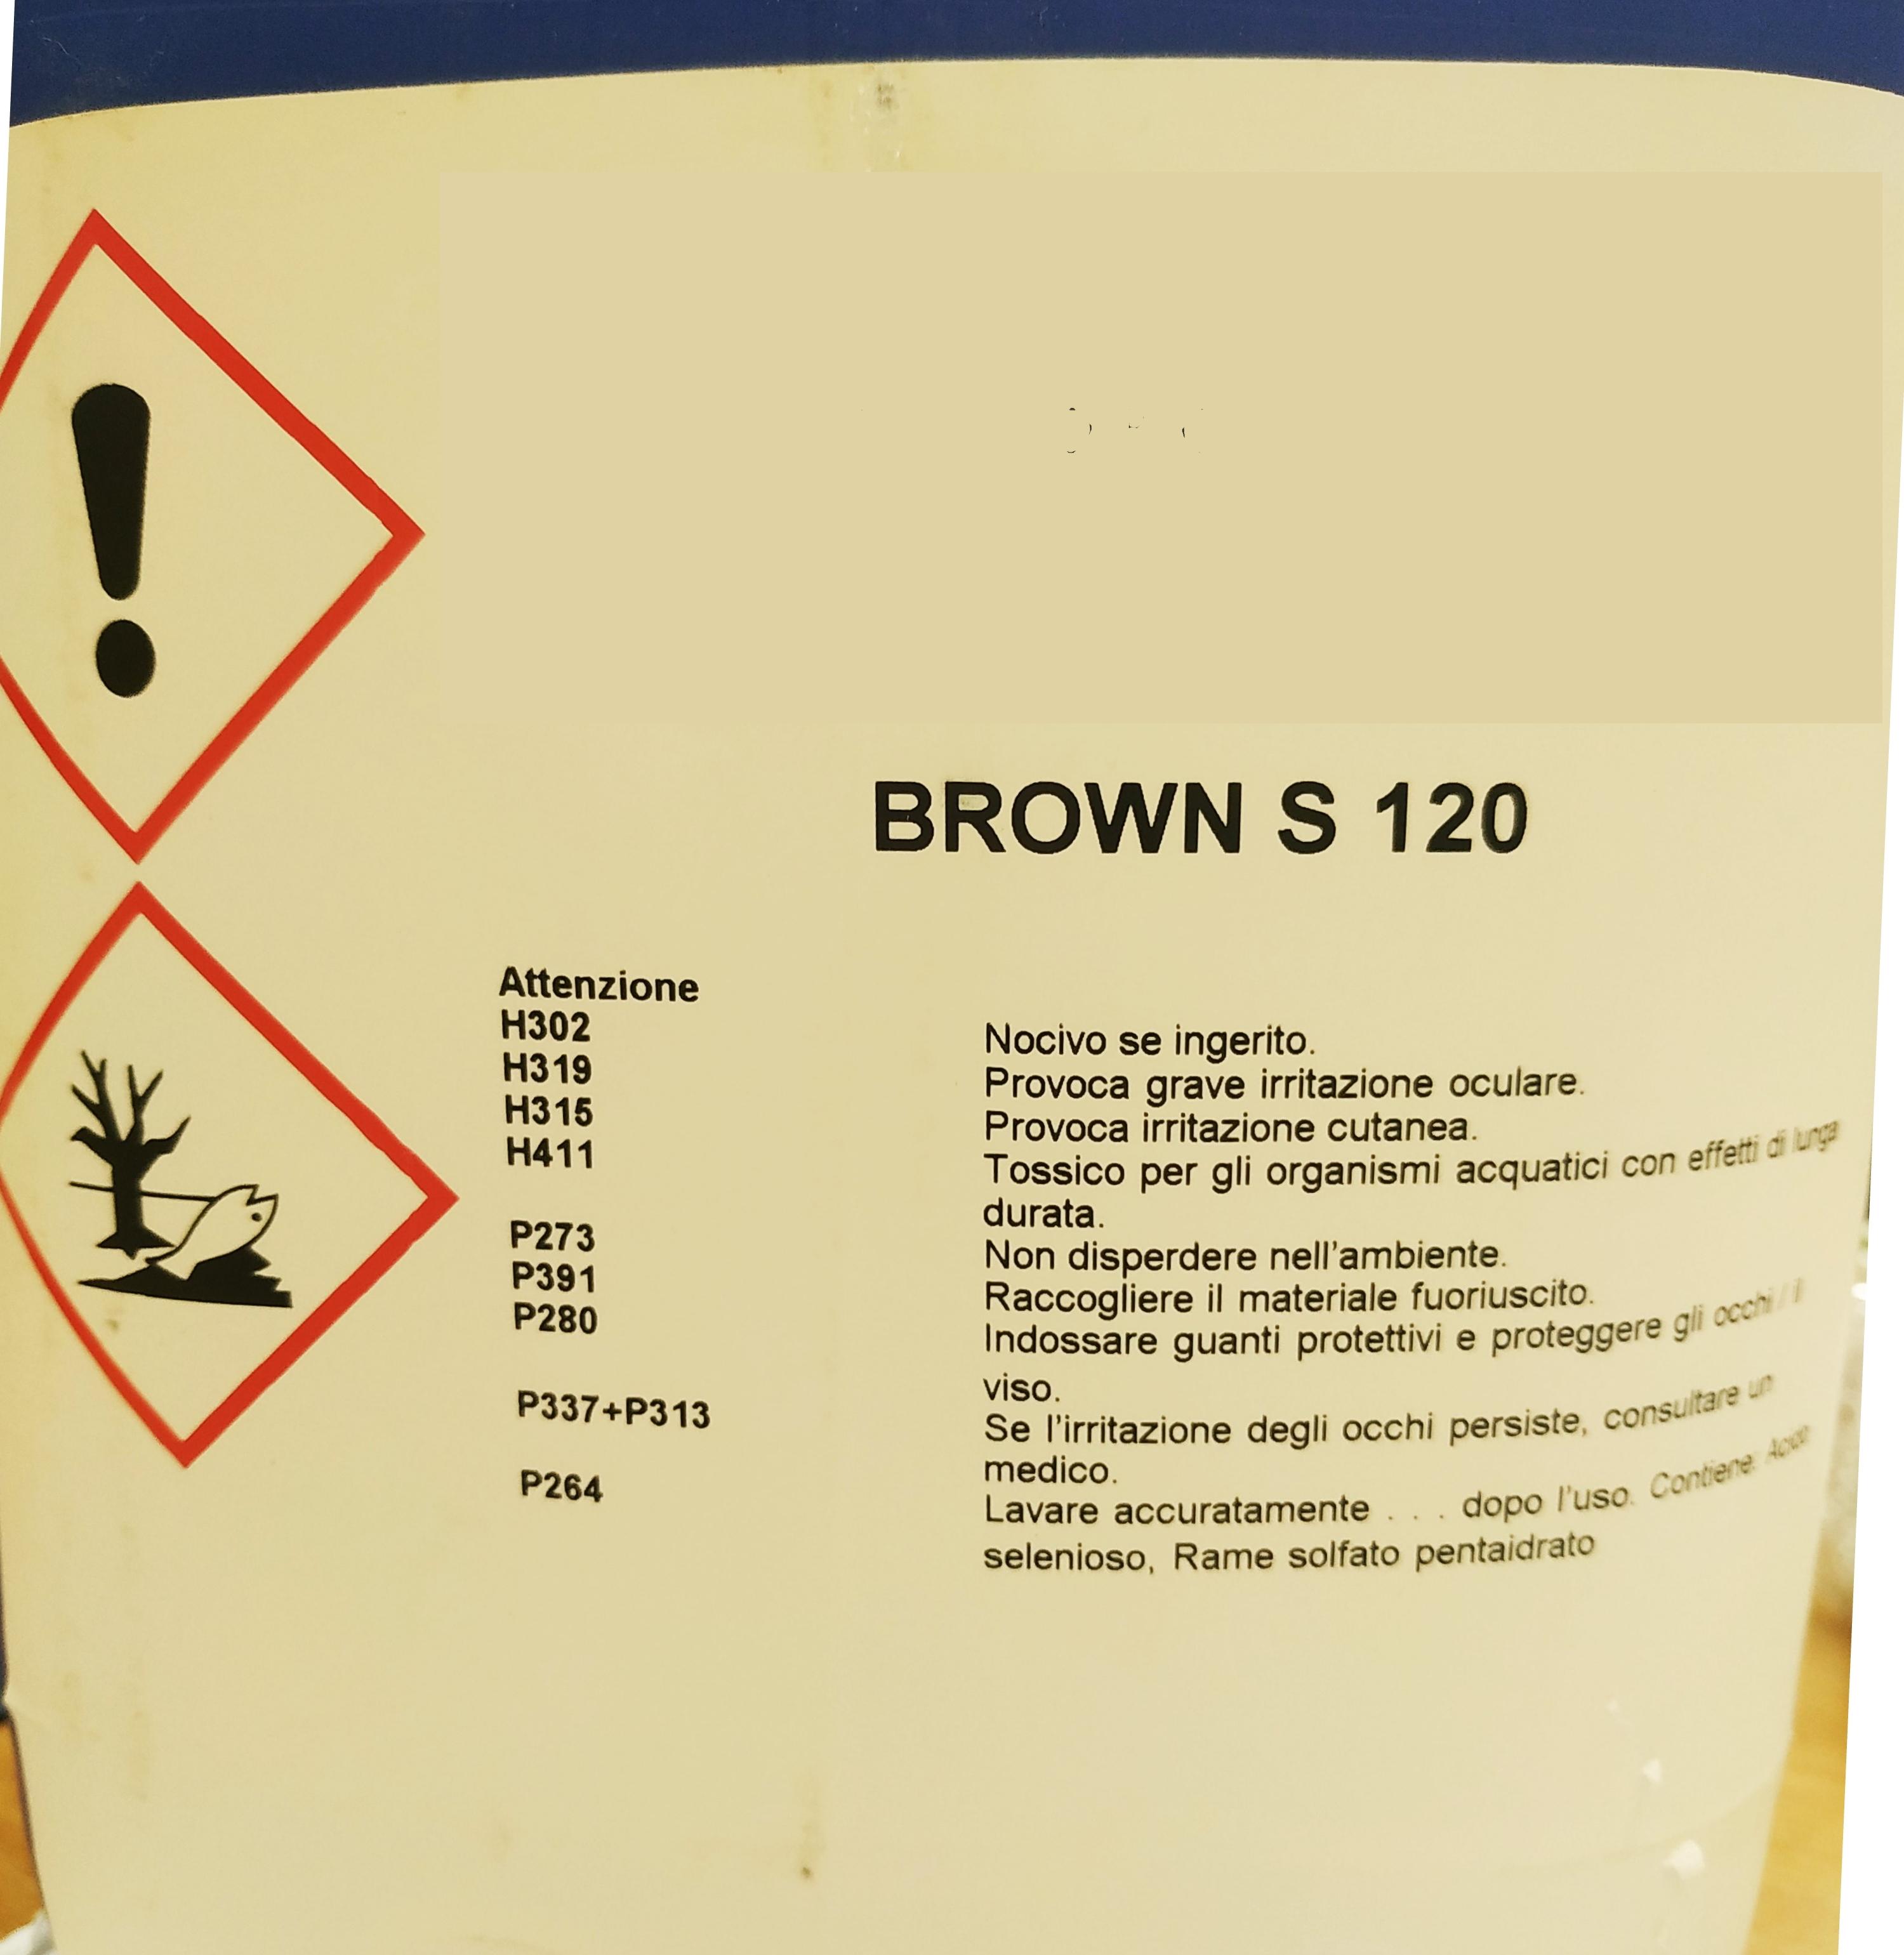 BROWN S 120
Attenzione
H302 Nocivo se ingerito.
H319 Provoca grave irritazione oculare.
H315 Provoca irritazione cutanea.
H411 Tossico per gli organismi acquatici con effetti di lunga
durata.
P273 Non disperdere nell'ambiente.
P391 Raccogliere il materiale fuoriuscito.
P280 Indossare guanti protettivi e proteggere gli occhi / il
viso.
P337+P313 Se l'irritazione degli occhi persiste, consultare un
medico.
P264 Lavare accuratamente . . . dopo l'uso. Contiene: Acido
selenioso, Rame solfato pentaidrato